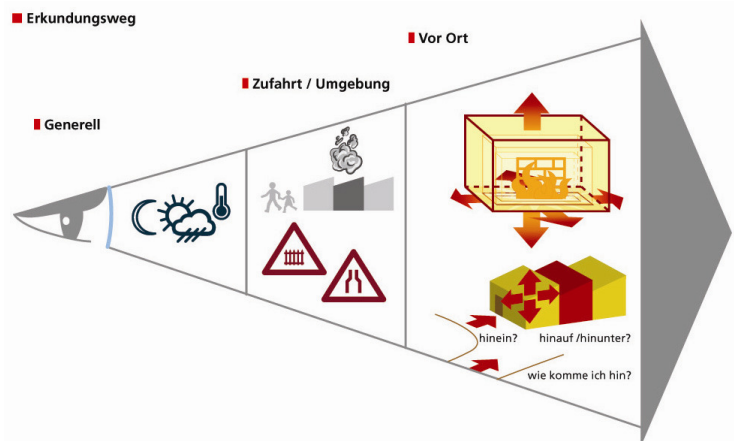 Erkundungsweg
Vor Ort
Zufahrt / Umgebung
Generell
hinein?
hinauf /hinunter?
wie komme ich hin?